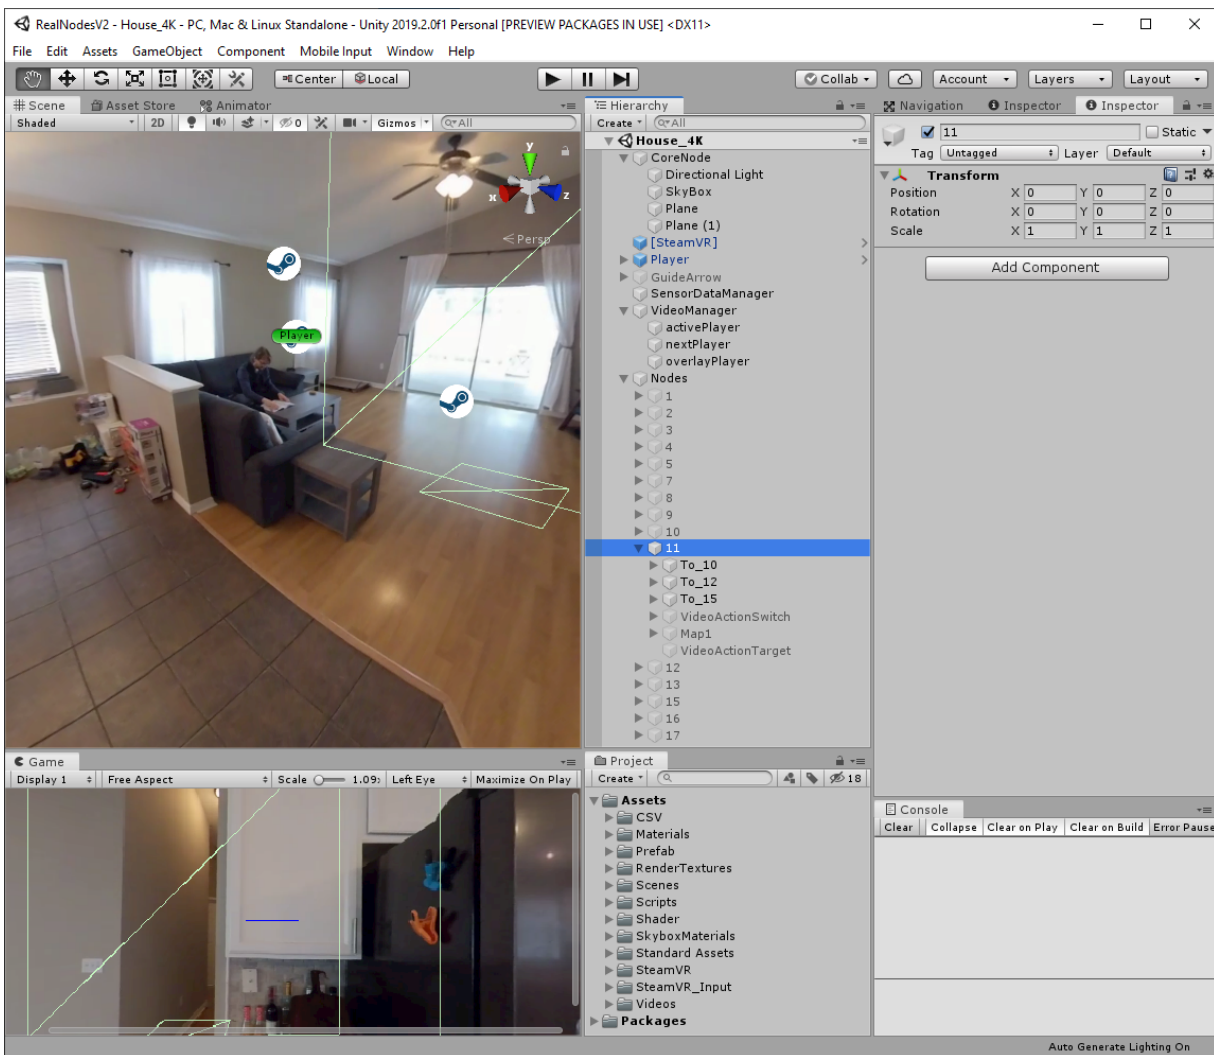 RealNodesV2 - House_4K - PC, Mac & Linux Standalone - Unity 2019.2.0f1 Personal [PREVIEW PACKAGES IN USE] <DX11>
File Edit Assets GameObject Component Mobile Input Window Help
Center Local Collab Account Layers Layout
Scene Asset Store Animator
Shaded 2D 0 Gizmos All
y
x
z
Persp
Player
Hierarchy
Create All
House_4K
CoreNode
Directional Light
SkyBox
Plane
Plane (1)
[SteamVR]
Player
GuideArrow
SensorDataManager
VideoManager
activePlayer
nextPlayer
overlayPlayer
Nodes
1
2
3
4
5
7
8
9
10
11
To_10
To_12
To_15
VideoActionSwitch
Map1
VideoActionTarget
12
13
15
16
17
Navigation Inspector Inspector
11 Static
Tag Untagged Layer Default
Transform
Position X 0 Y 0 Z 0
Rotation X 0 Y 0 Z 0
Scale X 1 Y 1 Z 1
Add Component
Game
Display 1 Free Aspect Scale 1.09: Left Eye Maximize On Play
Project
Create 18
Assets
CSV
Materials
Prefab
RenderTextures
Scenes
Scripts
Shader
SkyboxMaterials
Standard Assets
SteamVR
SteamVR_Input
Videos
Packages
Console
Clear Collapse Clear on Play Clear on Build Error Pause
Auto Generate Lighting On